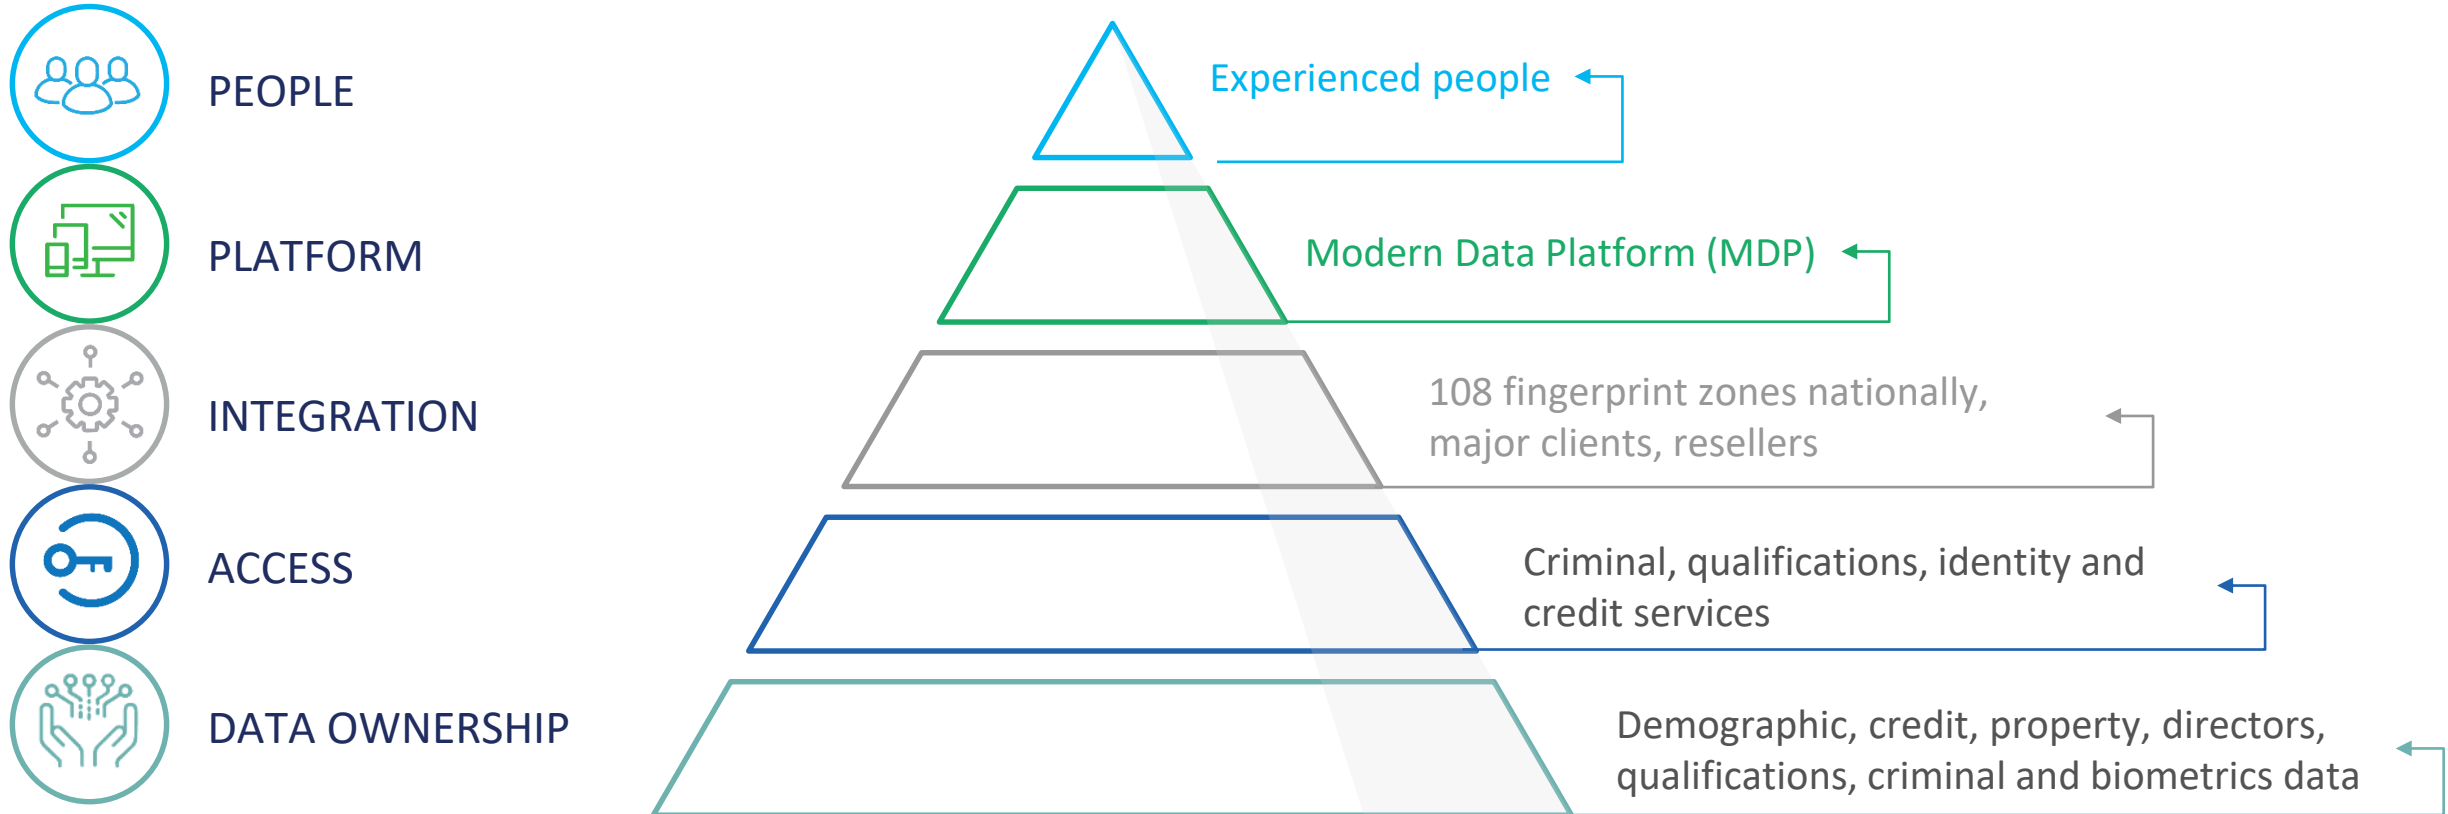 PEOPLE
Experienced people
PLATFORM
Modern Data Platform (MDP)
INTEGRATION
108 fingerprint zones nationally,
major clients, resellers
ACCESS
Criminal, qualifications, identity and
credit services
DATA OWNERSHIP
Demographic, credit, property, directors,
qualifications, criminal and biometrics data